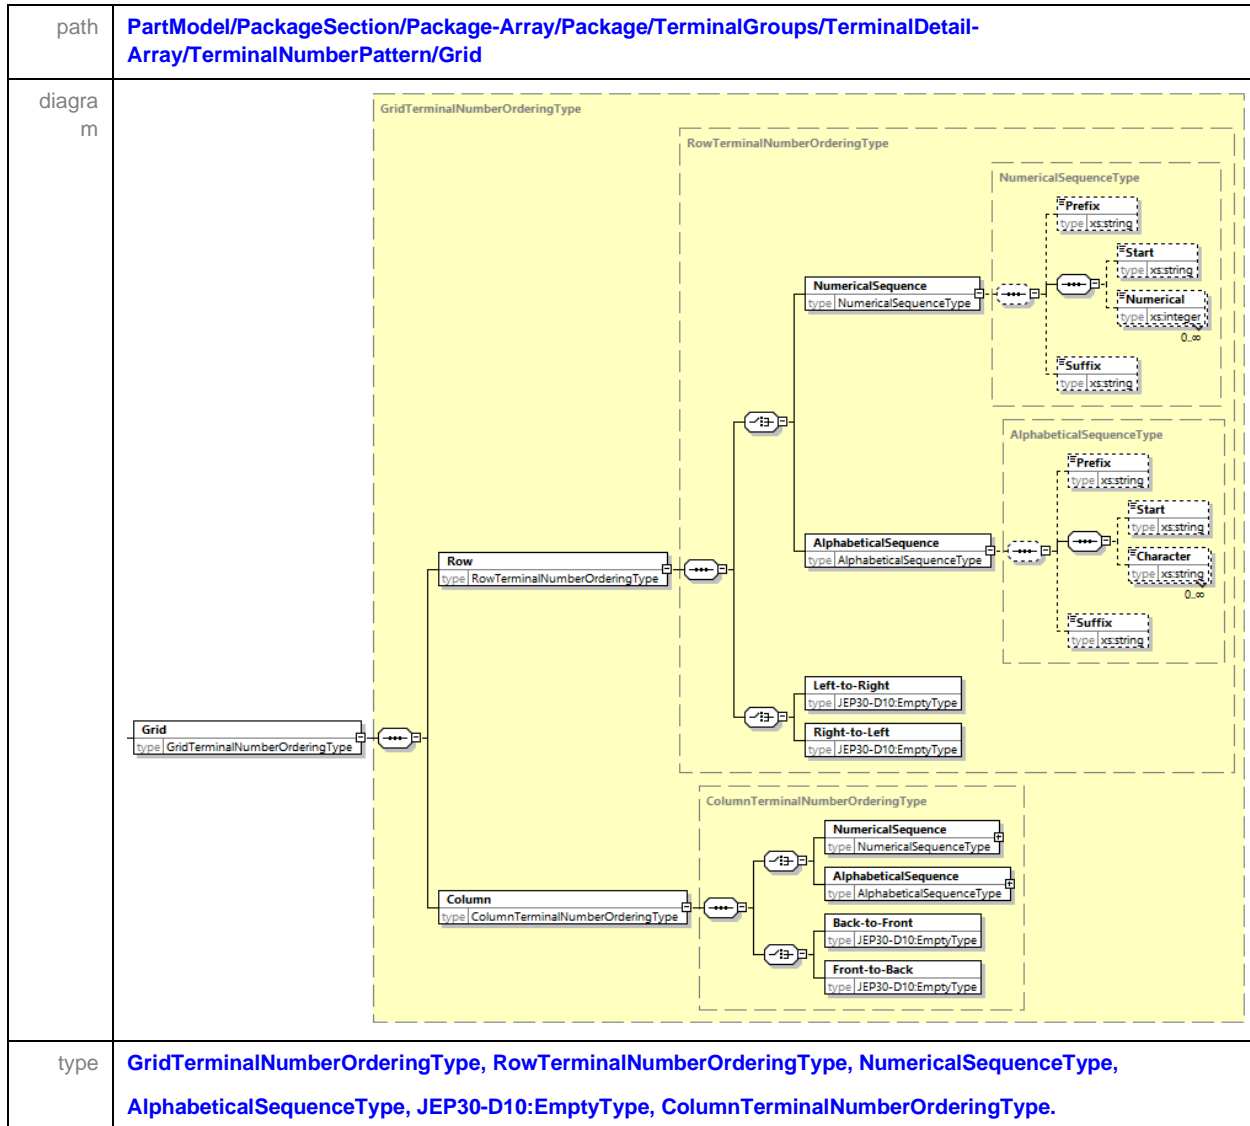 path
PartModel/PackageSection/Package-Array/Package/TerminalGroups/TerminalDetail-
Array/TerminalNumberPattern/Grid
diagra
m
GridTerminalNumberOrderingType
RowTerminalNumberOrderingType
NumericalSequenceType
Prefix
type xs:string
Start
type xs:string
NumericalSequence
type NumericalSequenceType
Numerical
type xs:integer
0..∞
Suffix
type xs:string
AlphabeticalSequenceType
Prefix
type xs:string
Start
type xs:string
AlphabeticalSequence
type AlphabeticalSequenceType
Character
type xs:string
0..∞
Suffix
type xs:string
Row
type RowTerminalNumberOrderingType
Left-to-Right
type JEP30-D10:EmptyType
Right-to-Left
type JEP30-D10:EmptyType
Grid
type GridTerminalNumberOrderingType
ColumnTerminalNumberOrderingType
NumericalSequence
type NumericalSequenceType
AlphabeticalSequence
type AlphabeticalSequenceType
Column
type ColumnTerminalNumberOrderingType
Back-to-Front
type JEP30-D10:EmptyType
Front-to-Back
type JEP30-D10:EmptyType
type
GridTerminalNumberOrderingType, RowTerminalNumberOrderingType, NumericalSequenceType,
AlphabeticalSequenceType, JEP30-D10:EmptyType, ColumnTerminalNumberOrderingType.